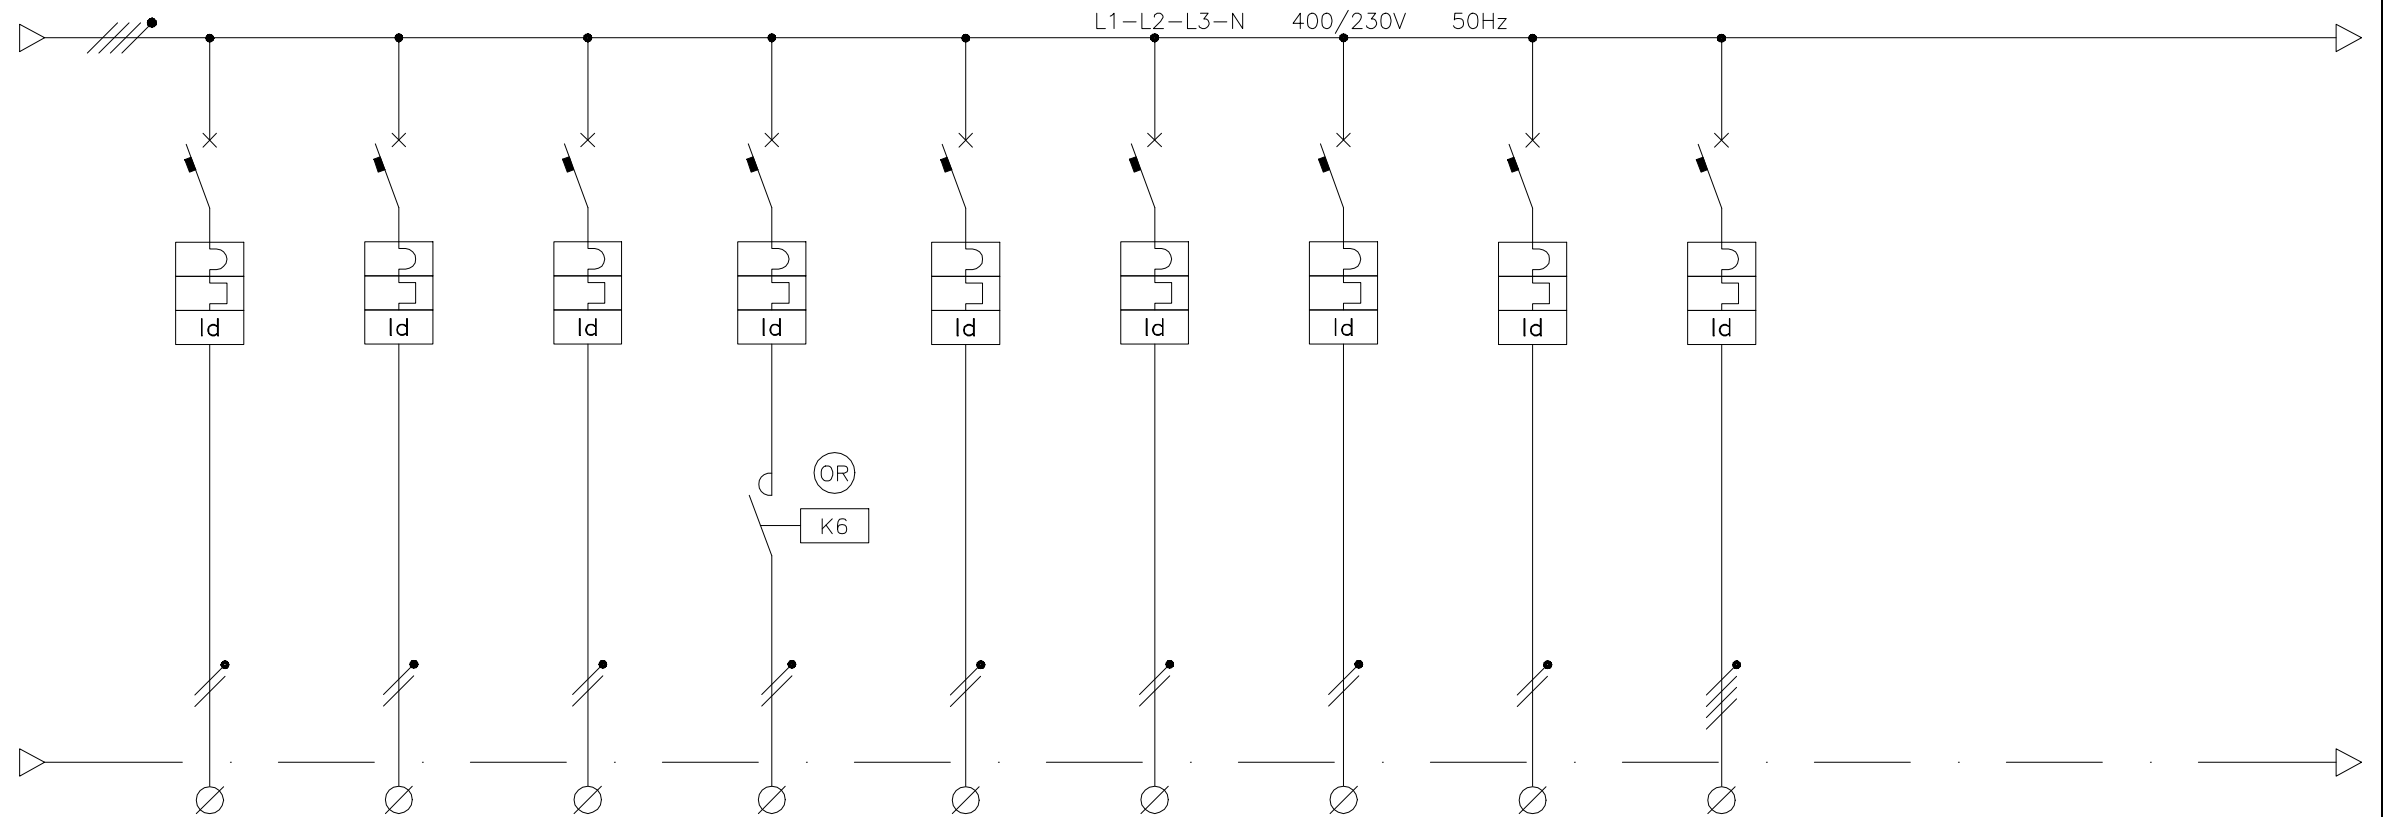 L1-L2-L3-N 400/230V 50Hz
Id Id Id Id Id Id Id Id Id
OR
K6